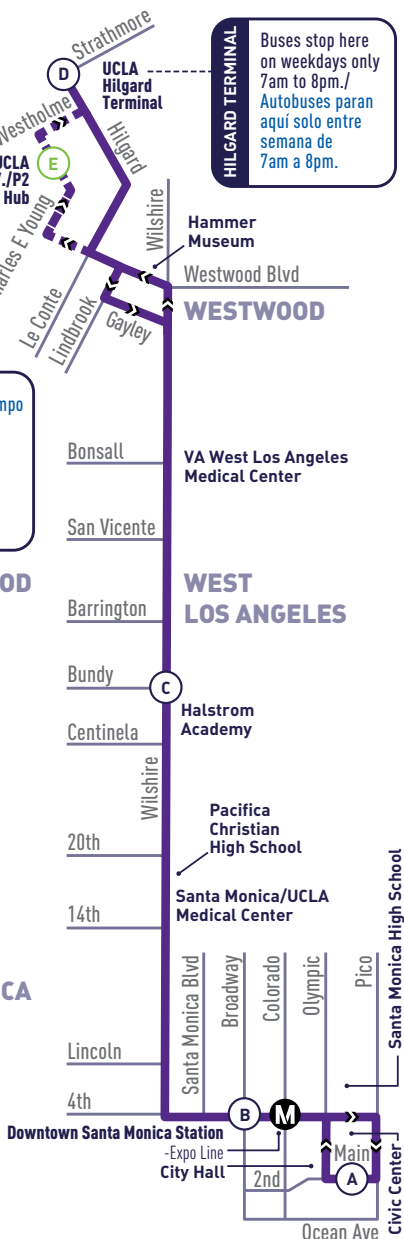 Strathmore
D
UCLA
Hilgard
Terminal
HILGARD TERMINAL
Buses stop here
on weekdays only
7am to 8pm./
Autobuses paran
aquí solo entre
semana de
7am a 8pm.
Westholme
Hilgard
E
UCLA
/P2
Hub
Charles E Young
Wilshire
Hammer
Museum
Westwood Blvd
WESTWOOD
Le Conte
Lindbrook
Gayley
mpo
Bonsall
VA West Los Angeles
Medical Center
San Vicente
OD
WEST
LOS ANGELES
Barrington
Bundy
C
Halstrom
Academy
Centinela
Wilshire
Pacifica
Christian
High School
20th
Santa Monica/UCLA
Medical Center
14th
CA
Santa Monica Blvd
Broadway
Colorado
Olympic
Pico
Santa Monica High School
Lincoln
4th
B
M
Downtown Santa Monica Station
-Expo Line
City Hall
Main
A
2nd
Civic Center
Ocean Ave